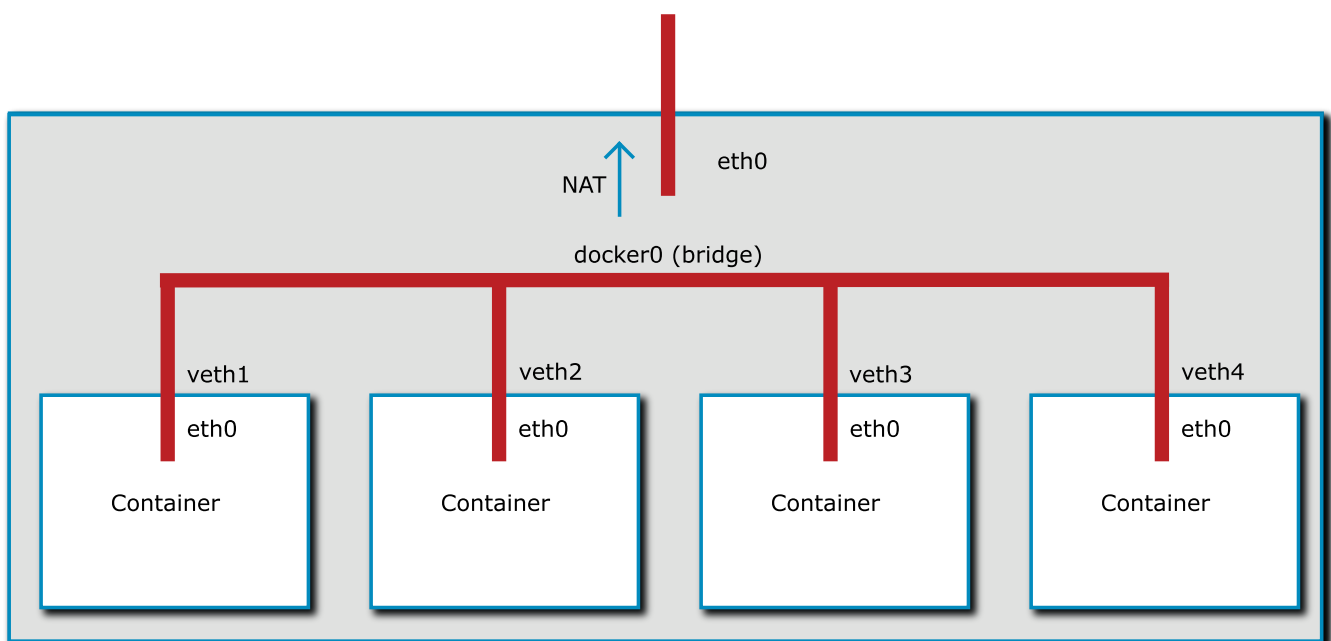 eth0
NAT
docker0 (bridge)
veth1
veth2
veth3
veth4
eth0
eth0
eth0
eth0
Container
Container
Container
Container